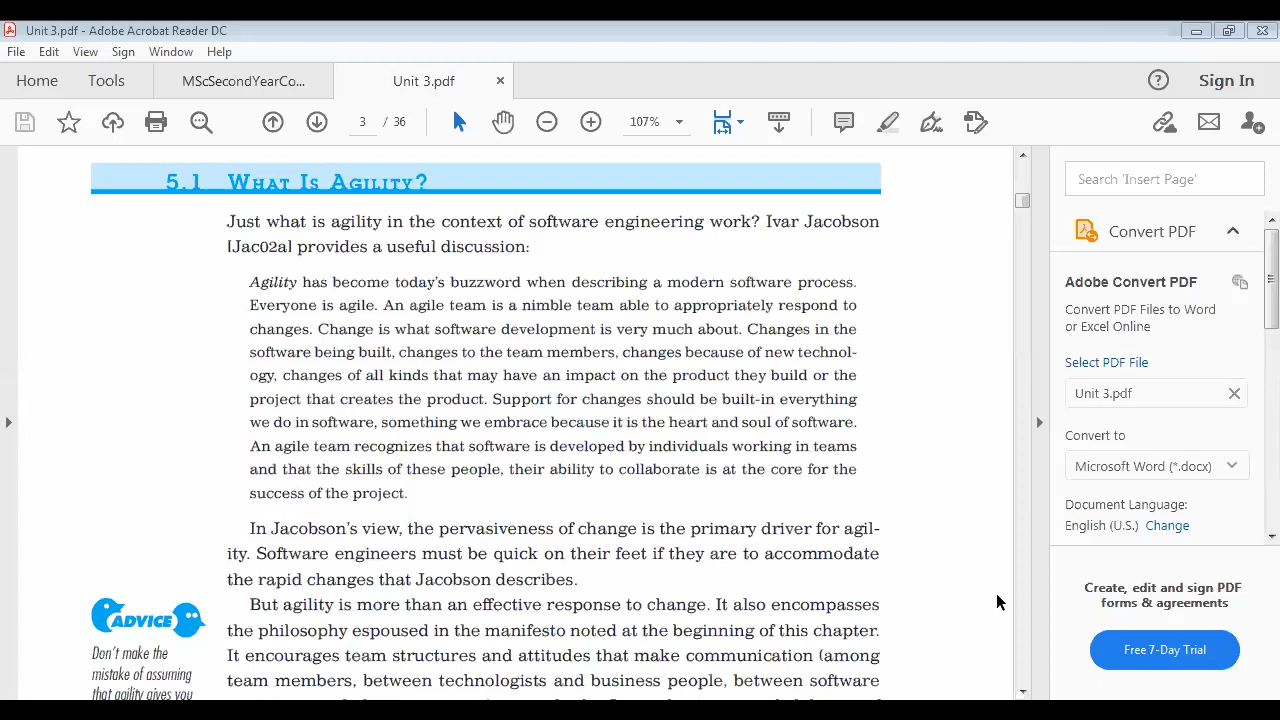 Unit 3.pdf - Adobe Acrobat Reader DC
File Edit View Sign Window Help
Home Tools MScSecondYearCo... Unit 3.pdf × ? Sign In
3 / 36 107%
5.1 WHAT IS AGILITY?
Just what is agility in the context of software engineering work? Ivar Jacobson
[Jac02a] provides a useful discussion:
Agility has become today's buzzword when describing a modern software process.
Everyone is agile. An agile team is a nimble team able to appropriately respond to
changes. Change is what software development is very much about. Changes in the
software being built, changes to the team members, changes because of new technol-
ogy, changes of all kinds that may have an impact on the product they build or the
project that creates the product. Support for changes should be built-in everything
we do in software, something we embrace because it is the heart and soul of software.
An agile team recognizes that software is developed by individuals working in teams
and that the skills of these people, their ability to collaborate is at the core for the
success of the project.
In Jacobson's view, the pervasiveness of change is the primary driver for agil-
ity. Software engineers must be quick on their feet if they are to accommodate
the rapid changes that Jacobson describes.
But agility is more than an effective response to change. It also encompasses
the philosophy espoused in the manifesto noted at the beginning of this chapter.
It encourages team structures and attitudes that make communication (among
team members, between technologists and business people, between software
ADVICE
Don't make the
mistake of assuming
that agility gives you
Search 'Insert Page'
Convert PDF
Adobe Convert PDF
Convert PDF Files to Word
or Excel Online
Select PDF File
Unit 3.pdf
Convert to
Microsoft Word (*.docx)
Document Language:
English (U.S.) Change
Create, edit and sign PDF
forms & agreements
Free 7-Day Trial